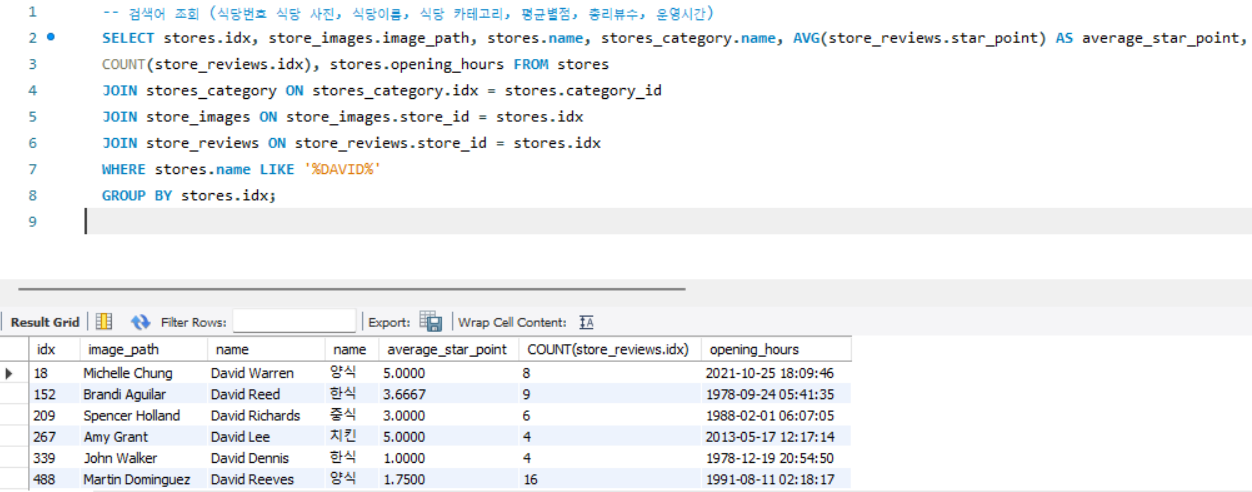 1 -- 검색어 조회 (식당번호 식당 사진, 식당이름, 식당 카테고리, 평균별점, 총리뷰수, 운영시간)
2 SELECT stores.idx, store_images.image_path, stores.name, stores_category.name, AVG(store_reviews.star_point) AS average_star_point,
3 COUNT(store_reviews.idx), stores.opening_hours FROM stores
4 JOIN stores_category ON stores_category.idx = stores.category_id
5 JOIN store_images ON store_images.store_id = stores.idx
6 JOIN store_reviews ON store_reviews.store_id = stores.idx
7 WHERE stores.name LIKE '%DAVID%'
8 GROUP BY stores.idx;
9
Result Grid Filter Rows: Export: Wrap Cell Content: IA
idx image_path name name average_star_point COUNT(store_reviews.idx) opening_hours
18 Michelle Chung David Warren 양식 5.0000 8 2021-10-25 18:09:46
152 Brandi Aguilar David Reed 한식 3.6667 9 1978-09-24 05:41:35
209 Spencer Holland David Richards 중식 3.0000 6 1988-02-01 06:07:05
267 Amy Grant David Lee 치킨 5.0000 4 2013-05-17 12:17:14
339 John Walker David Dennis 한식 1.0000 4 1978-12-19 20:54:50
488 Martin Dominguez David Reeves 양식 1.7500 16 1991-08-11 02:18:17